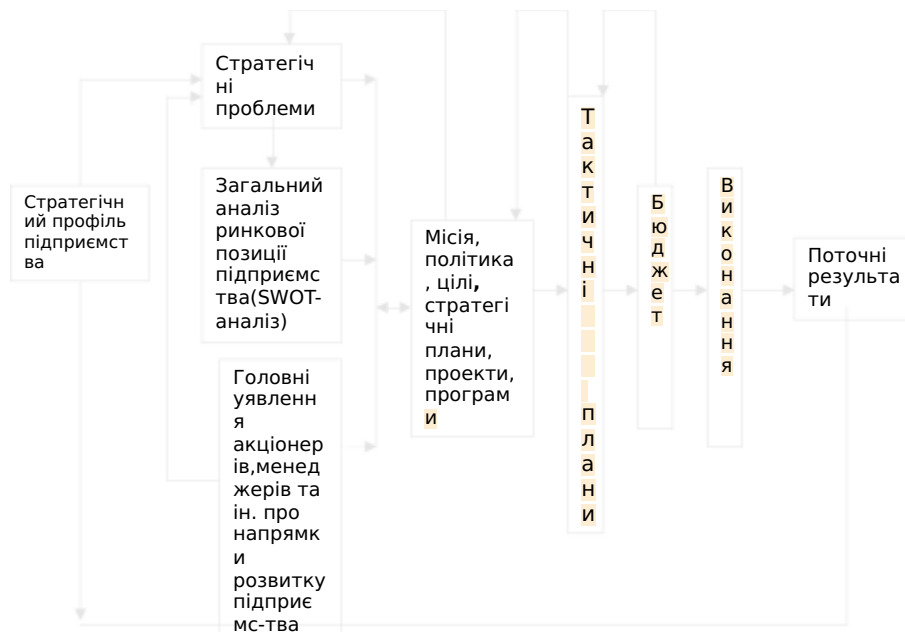 Стратегіч
ні
проблеми
Стратегічн
ий профіль
підприємст
ва
Загальний
аналіз
ринкової
позиції
підприємс
тва(SWOT-
аналіз)
Головні
уявленн
я
акціонер
ів,менед
жерів та
ін. про
напрямк
и
розвитку
підприє
мс-тва
Місія,
політика
, цілі,
стратегі
чні
плани,
проекти,
програм
и
Т
а
к
т
и
ч
н
і
п
л
а
н
и
Б
ю
д
ж
е
т
В
и
к
о
н
а
н
н
я
Поточні
результа
ти